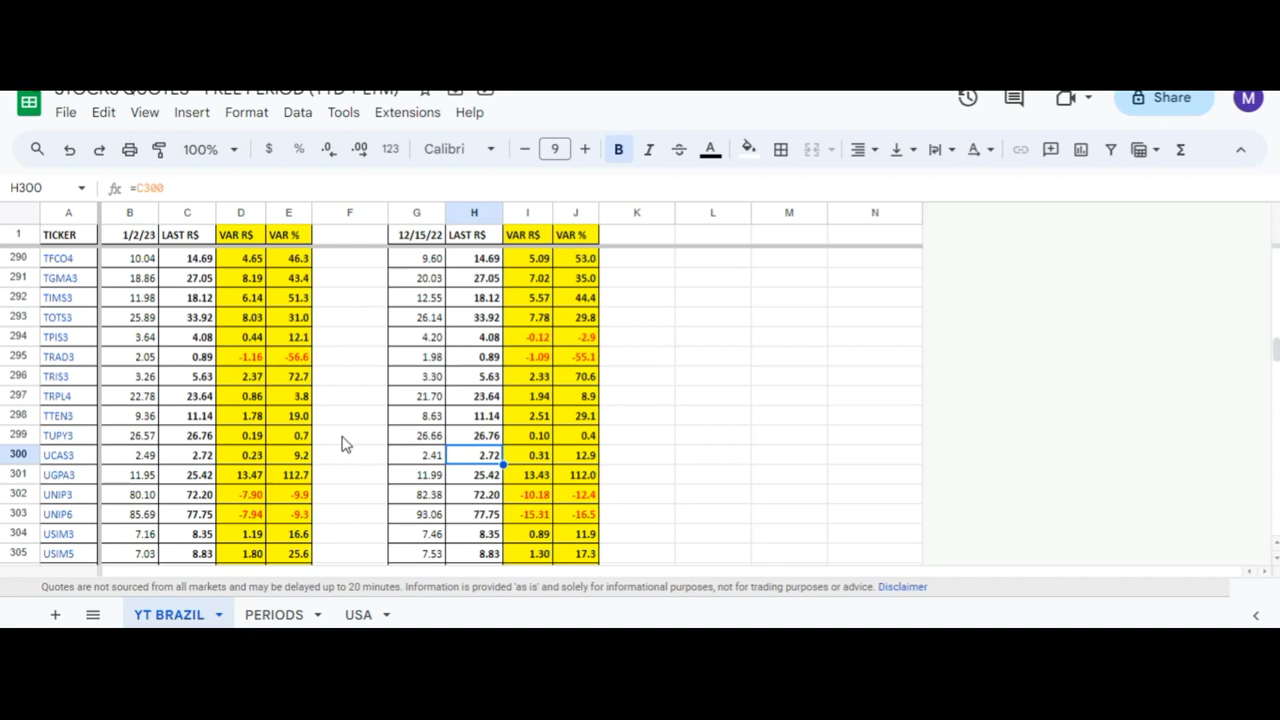 STOCKS QUOTES - FREE PERIOD (YTD + LTM)
File Edit View Insert Format Data Tools Extensions Help
Share M
100% $ % .0 .00 123 Calibri - 9 + B I A Σ
H300 fx =C300
A B C D E F G H I J K L M N
1 TICKER 1/2/23 LAST R$ VAR R$ VAR % 12/15/22 LAST R$ VAR R$ VAR %
290 TFCO4 10.04 14.69 4.65 46.3 9.60 14.69 5.09 53.0
291 TGMA3 18.86 27.05 8.19 43.4 20.03 27.05 7.02 35.0
292 TIMS3 11.98 18.12 6.14 51.3 12.55 18.12 5.57 44.4
293 TOTS3 25.89 33.92 8.03 31.0 26.14 33.92 7.78 29.8
294 TPIS3 3.64 4.08 0.44 12.1 4.20 4.08 -0.12 -2.9
295 TRAD3 2.05 0.89 -1.16 -56.6 1.98 0.89 -1.09 -55.1
296 TRIS3 3.26 5.63 2.37 72.7 3.30 5.63 2.33 70.6
297 TRPL4 22.78 23.64 0.86 3.8 21.70 23.64 1.94 8.9
298 TTEN3 9.36 11.14 1.78 19.0 8.63 11.14 2.51 29.1
299 TUPY3 26.57 26.76 0.19 0.7 26.66 26.76 0.10 0.4
300 UCAS3 2.49 2.72 0.23 9.2 2.41 2.72 0.31 12.9
301 UGPA3 11.95 25.42 13.47 112.7 11.99 25.42 13.43 112.0
302 UNIP3 80.10 72.20 -7.90 -9.9 82.38 72.20 -10.18 -12.4
303 UNIP6 85.69 77.75 -7.94 -9.3 93.06 77.75 -15.31 -16.5
304 USIM3 7.16 8.35 1.19 16.6 7.46 8.35 0.89 11.9
305 USIM5 7.03 8.83 1.80 25.6 7.53 8.83 1.30 17.3
Quotes are not sourced from all markets and may be delayed up to 20 minutes. Information is provided 'as is' and solely for informational purposes, not for trading purposes or advice. Disclaimer
YT BRAZIL PERIODS USA